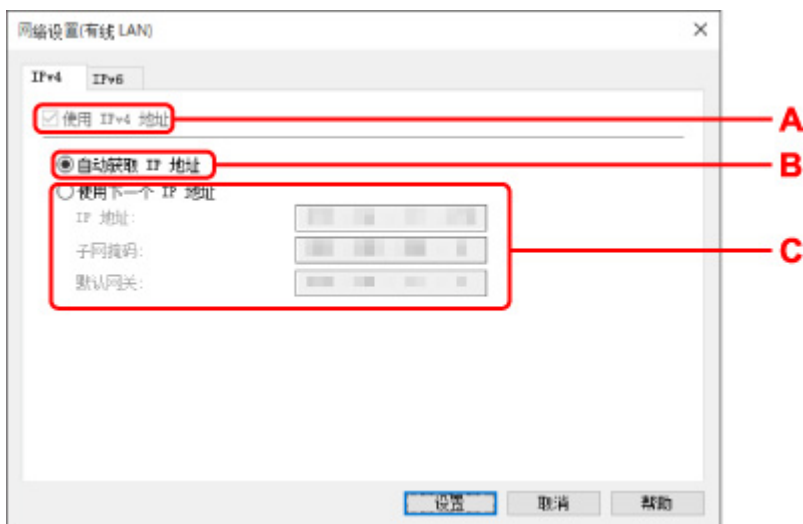 网络设置(有线 LAN)
IPv4 IPv6
使用 IPv4 地址 A
自动获取 IP 地址 B
使用下一个 IP 地址
IP 地址:
子网掩码: C
默认网关:
设置 取消 帮助